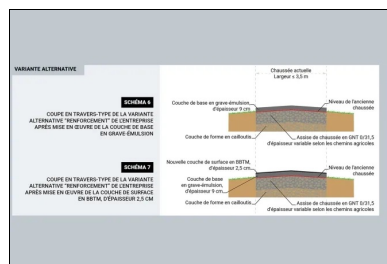 VARIANTE ALTERNATIVE
Chaussée actuelle
Largeur ≤ 3,5 m
SCHÉMA 6
COUPE EN TRAVERS-TYPE DE LA VARIANTE
ALTERNATIVE "RENFORCEMENT" DE L'ENTREPRISE
APRÈS MISE EN ŒUVRE DE LA COUCHE DE BASE
EN GRAVE-ÉMULSION
Couche de base en grave-émulsion,
d'épaisseur 9 cm
Niveau de l'ancienne
chaussée
Couche de forme en cailloutis
Assise de chaussée en GNT 0/31,5
d'épaisseur variable selon les chemins agricoles
SCHÉMA 7
COUPE EN TRAVERS-TYPE DE LA VARIANTE
ALTERNATIVE "RENFORCEMENT" DE L'ENTREPRISE
APRÈS MISE EN ŒUVRE DE LA COUCHE DE SURFACE
EN BBTM, D'ÉPAISSEUR 2,5 CM
Nouvelle couche de surface en BBTM,
d'épaisseur 2,5 cm
Couche de base
en grave-émulsion,
d'épaisseur 9 cm
Niveau de l'ancienne
chaussée
Couche de forme en cailloutis
Assise de chaussée en GNT 0/31,5
d'épaisseur variable selon les chemins agricoles